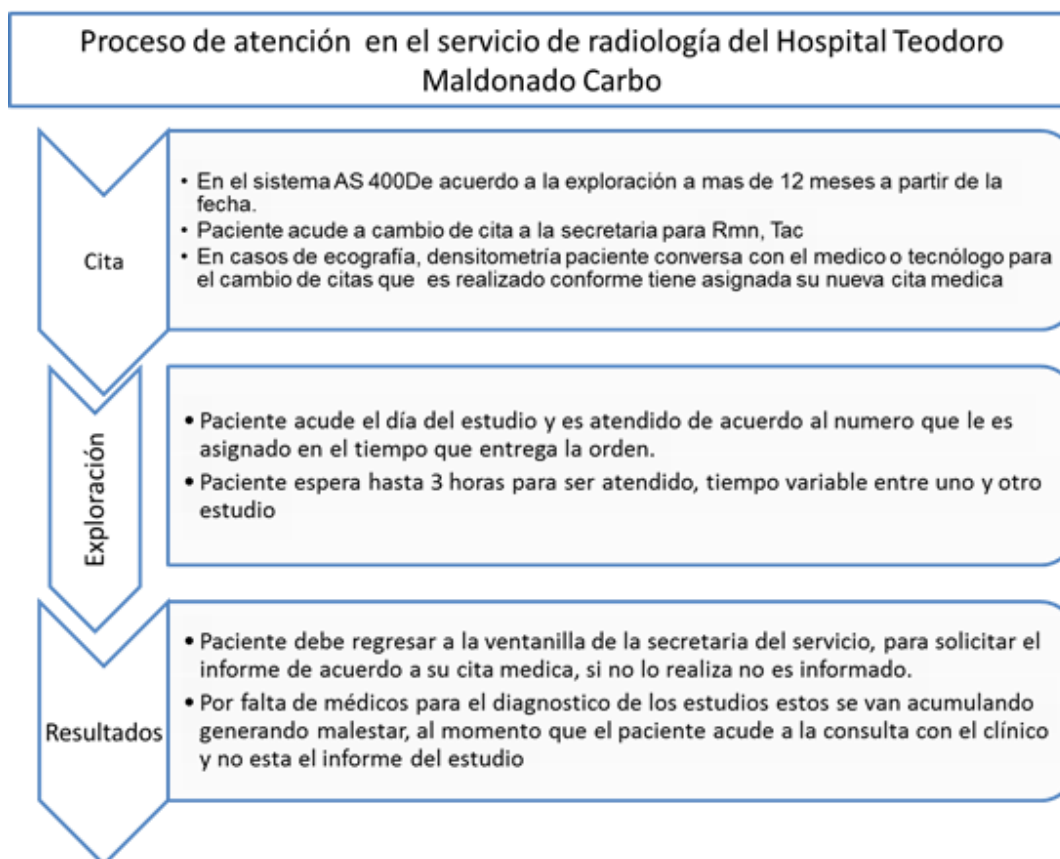 Proceso de atención en el servicio de radiología del Hospital Teodoro
Maldonado Carbo
Cita
• En el sistema AS 400De acuerdo a la exploración a mas de 12 meses a partir de la
fecha.
• Paciente acude a cambio de cita a la secretaria para Rmn, Tac
• En casos de ecografía, densitometría paciente conversa con el medico o tecnólogo para
el cambio de citas que es realizado conforme tiene asignada su nueva cita medica
Exploración
• Paciente acude el día del estudio y es atendido de acuerdo al numero que le es
asignado en el tiempo que entrega la orden.
• Paciente espera hasta 3 horas para ser atendido, tiempo variable entre uno y otro
estudio
Resultados
• Paciente debe regresar a la ventanilla de la secretaria del servicio, para solicitar el
informe de acuerdo a su cita medica, si no lo realiza no es informado.
• Por falta de médicos para el diagnostico de los estudios estos se van acumulando
generando malestar, al momento que el paciente acude a la consulta con el clínico
y no esta el informe del estudio